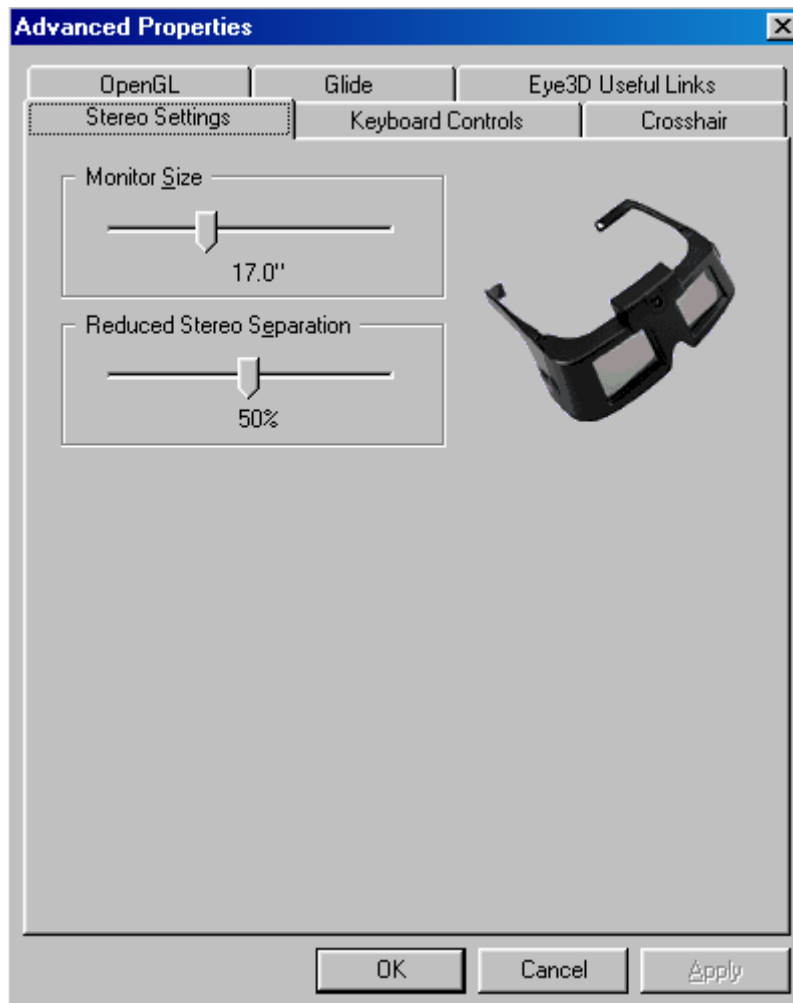 Advanced Properties
OpenGL Glide Eye3D Useful Links
Stereo Settings Keyboard Controls Crosshair
Monitor Size
17.0"
Reduced Stereo Separation
50%
OK Cancel Apply